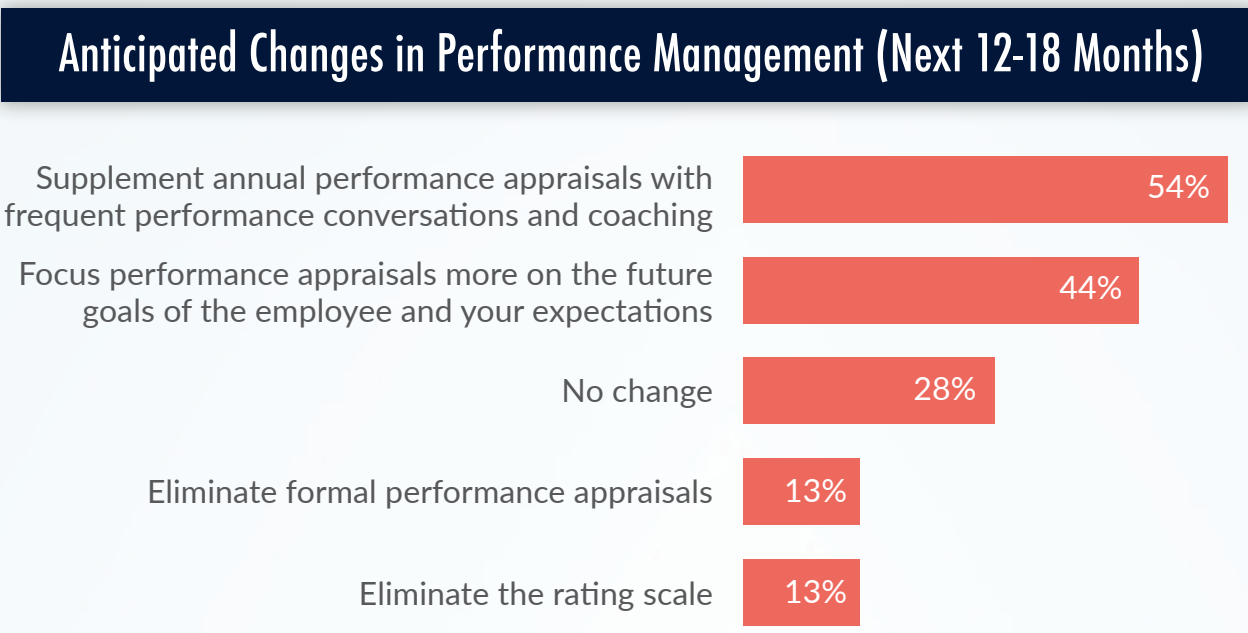 Anticipated Changes in Performance Management (Next 12-18 Months)
Supplement annual performance appraisals with
frequent performance conversations and coaching
54%
Focus performance appraisals more on the future
goals of the employee and your expectations
44%
No change
28%
Eliminate formal performance appraisals
13%
Eliminate the rating scale
13%